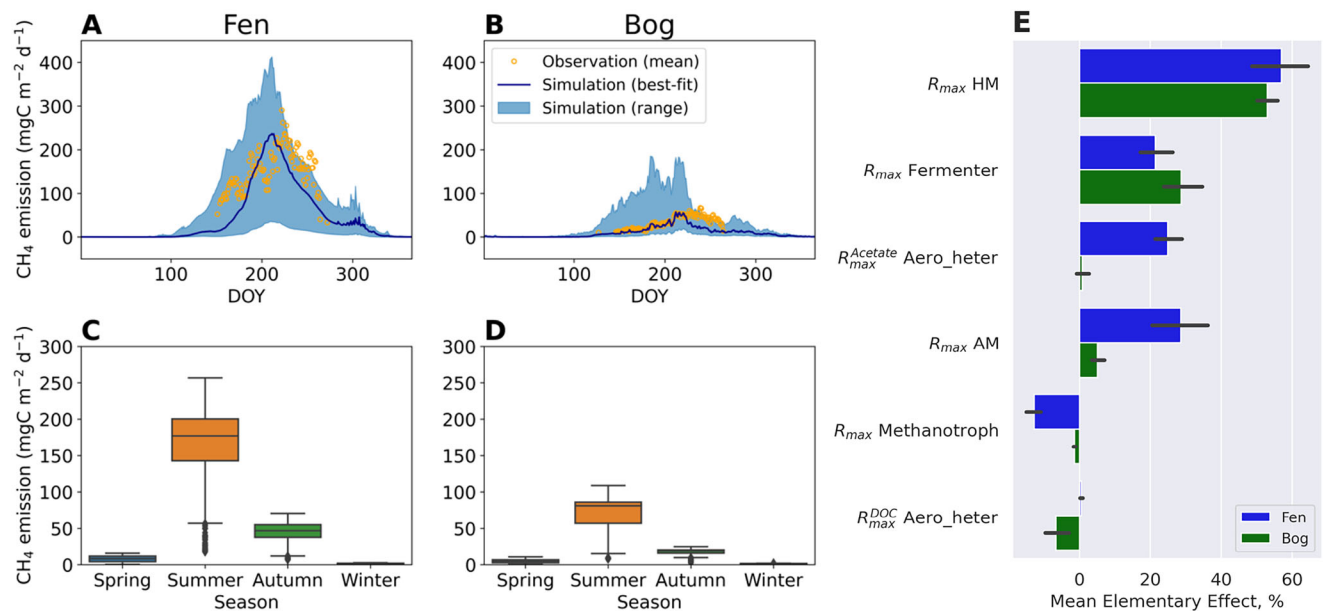 A Fen
CH4 emission (mgC m−2 d−1)
400
300
200
100
0
100 200 300
DOY
B Bog
400
300
200
100
0
Observation (mean)
Simulation (best-fit)
Simulation (range)
100 200 300
DOY
C
CH4 emission (mgC m−2 d−1)
300
250
200
150
100
50
0
Spring Summer Autumn Winter
Season
D
300
250
200
150
100
50
0
Spring Summer Autumn Winter
Season
E
Rmax HM
Rmax Fermenter
RmaxAcetate Aero_heter
Rmax AM
Rmax Methanotroph
RmaxDOC Aero_heter
Fen
Bog
0 20 40 60
Mean Elementary Effect, %